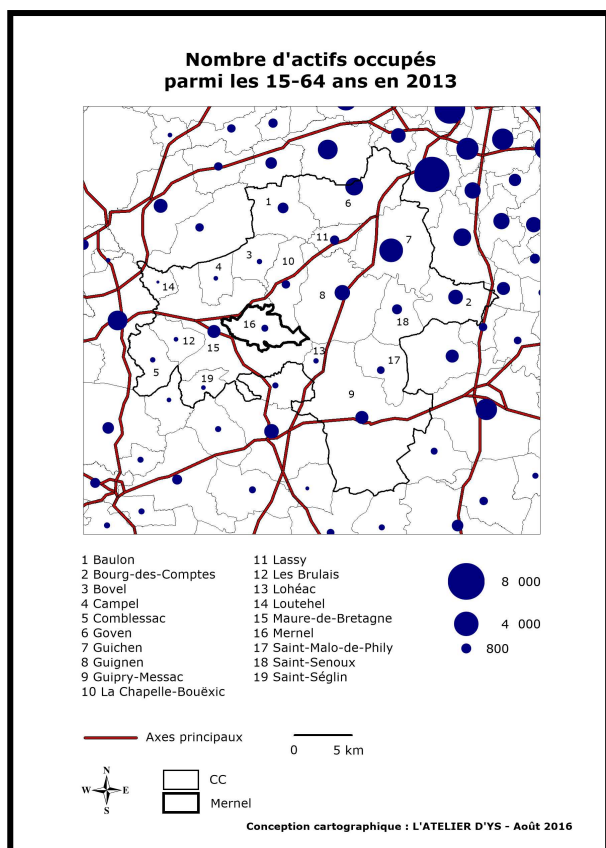 Nombre d'actifs occupés
parmi les 15-64 ans en 2013
1
6
11
7
3
10
4
14
8
2
16
18
12
15
13
17
5
19
9
1 Baulon
2 Bourg-des-Comptes
3 Bovel
4 Campel
5 Comblessac
6 Goven
7 Guichen
8 Guignen
9 Guipry-Messac
10 La Chapelle-Bouëxic
11 Lassy
12 Les Brulais
13 Lohéac
14 Loutehel
15 Maure-de-Bretagne
16 Mernel
17 Saint-Malo-de-Phily
18 Saint-Senoux
19 Saint-Séglin
8 000
4 000
800
Axes principaux
0 5 km
N
W E
S
CC
Mernel
Conception cartographique : L'ATELIER D'YS - Août 2016